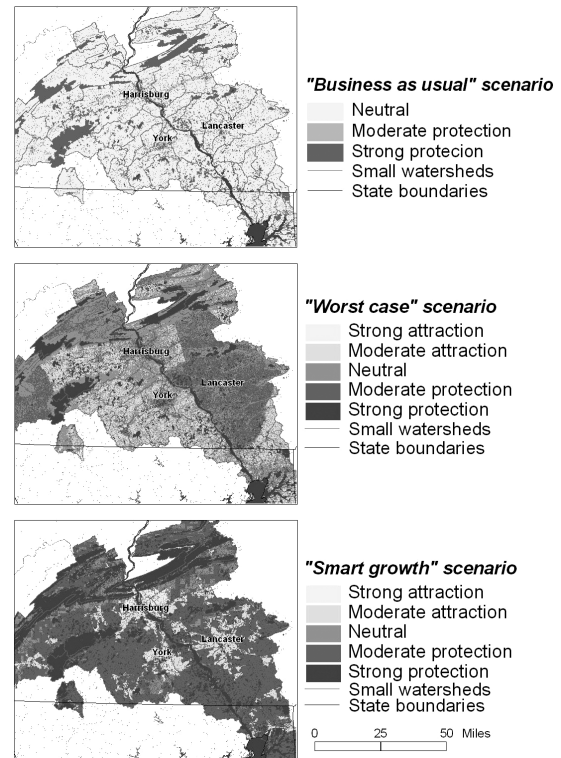 "Business as usual" scenario
Neutral
Moderate protection
Strong protecion
Small watersheds
State boundaries
Harrisburg
York
Lancaster
"Worst case" scenario
Strong attraction
Moderate attraction
Neutral
Moderate protection
Strong protection
Small watersheds
State boundaries
Harrisburg
York
Lancaster
"Smart growth" scenario
Strong attraction
Moderate attraction
Neutral
Moderate protection
Strong protection
Small watersheds
State boundaries
Harrisburg
York
Lancaster
0 25 50 Miles